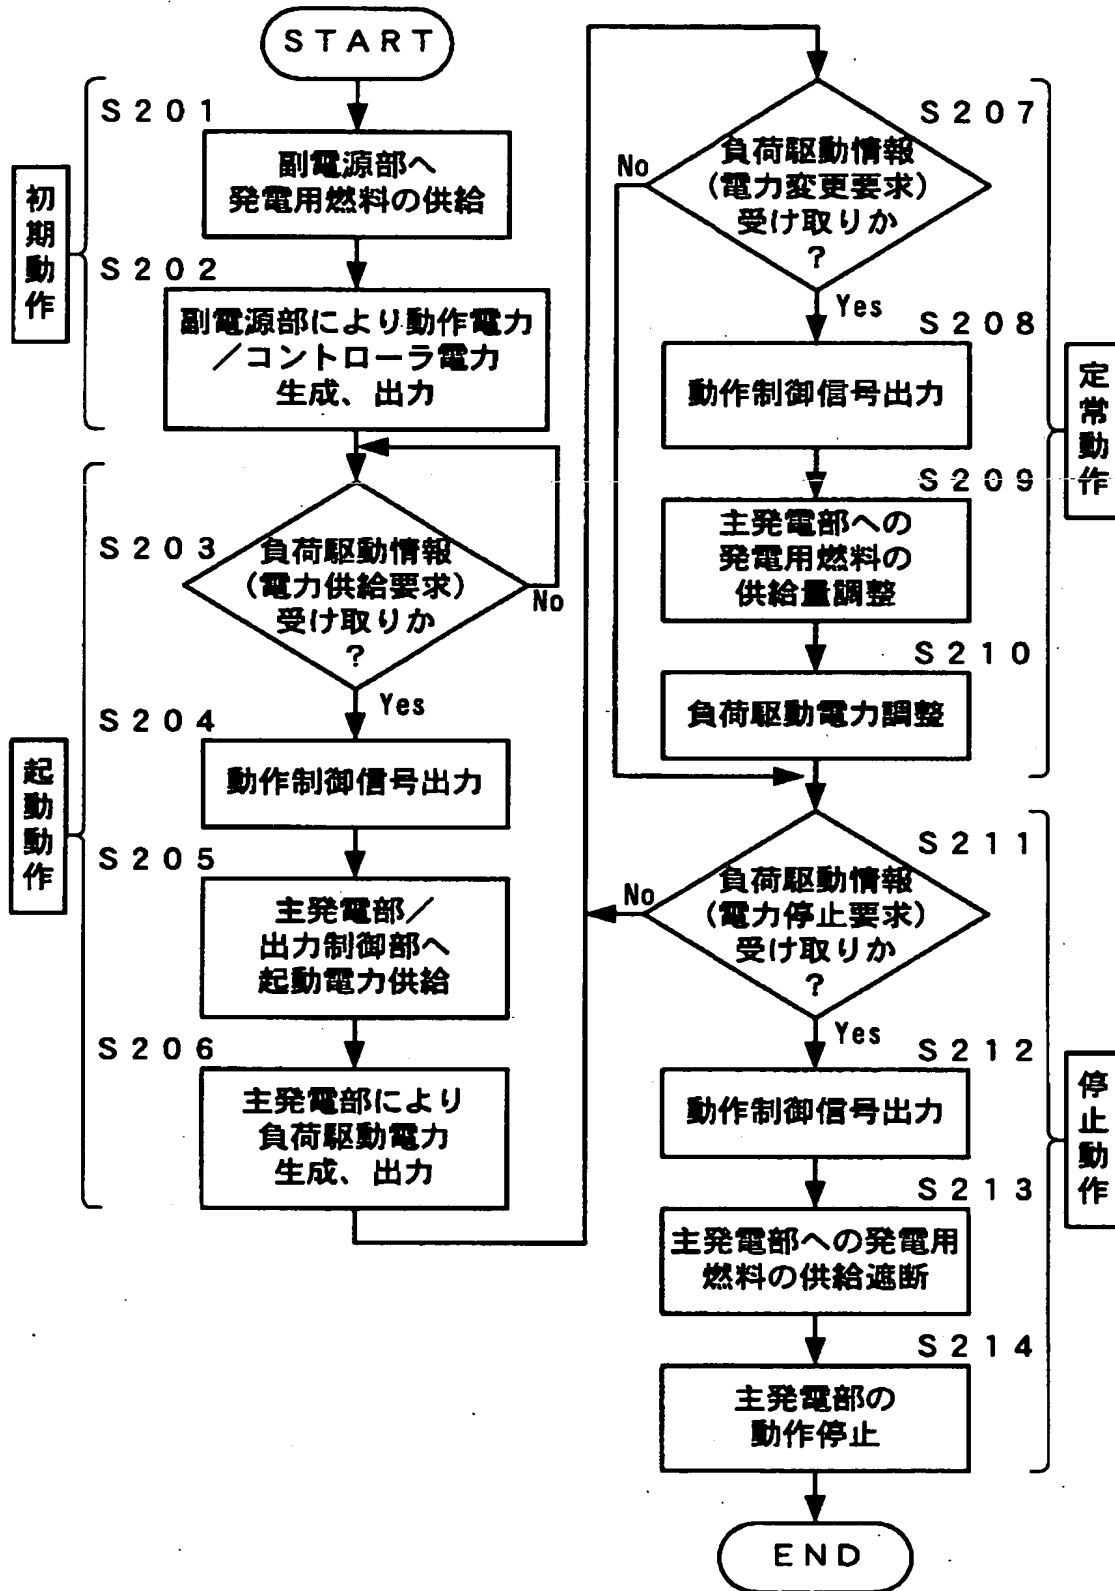 START
S201
副電源部へ
発電用燃料の供給
初期動作
S202
副電源部により動作電力
／コントローラ電力
生成、出力
S203
負荷駆動情報
(電力供給要求)
受け取りか
?
No
Yes
S204
動作制御信号出力
起動動作
S205
主発電部／
出力制御部へ
起動電力供給
S206
主発電部により
負荷駆動電力
生成、出力
S207
負荷駆動情報
(電力変更要求)
受け取りか
?
No
Yes
S208
動作制御信号出力
定常動作
S209
主発電部への
発電用燃料の
供給量調整
S210
負荷駆動電力調整
S211
負荷駆動情報
(電力停止要求)
受け取りか
?
No
Yes
S212
動作制御信号出力
停止動作
S213
主発電部への発電用
燃料の供給遮断
S214
主発電部の
動作停止
END